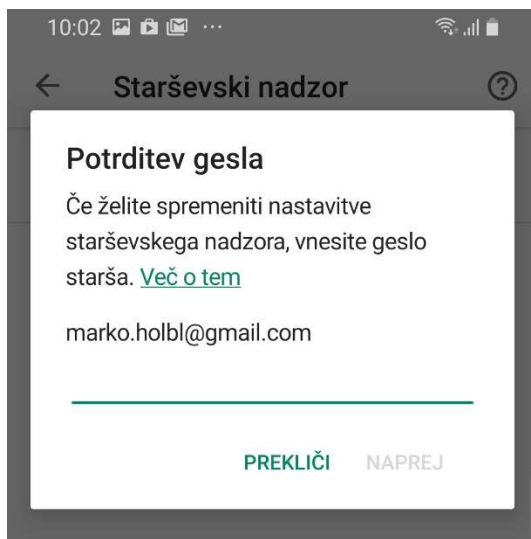 10:02
Starševski nadzor
Potrditev gesla
Če želite spremeniti nastavitve
starševskega nadzora, vnesite geslo
starša. Več o tem
marko.holbl@gmail.com
PREKLIČI NAPREJ